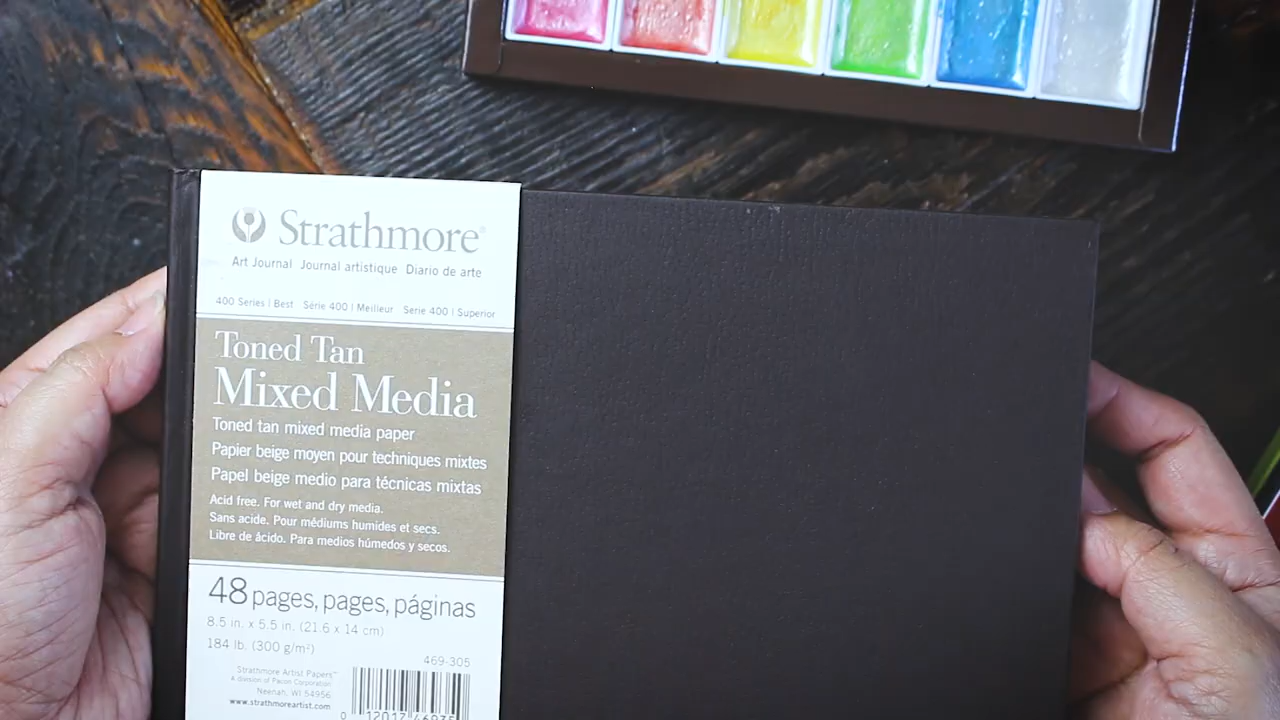 Strathmore®
Art Journal Journal artistique Diario de arte
400 Series | Best Série 400 | Meilleur Serie 400 | Superior
Toned Tan
Mixed Media
Toned tan mixed media paper
Papier beige moyen pour techniques mixtes
Papel beige medio para técnicas mixtas
Acid free. For wet and dry media.
Sans acide. Pour médiums humides et secs.
Libre de ácido. Para medios húmedos y secos.
48 pages, pages, páginas
8.5 in. x 5.5 in. (21.6 x 14 cm)
184 lb. (300 g/m²)
469-305
Strathmore Artist Papers™
A division of Pacon Corporation
Neenah, WI 54956
www.strathmoreartist.com
0 12017 46935